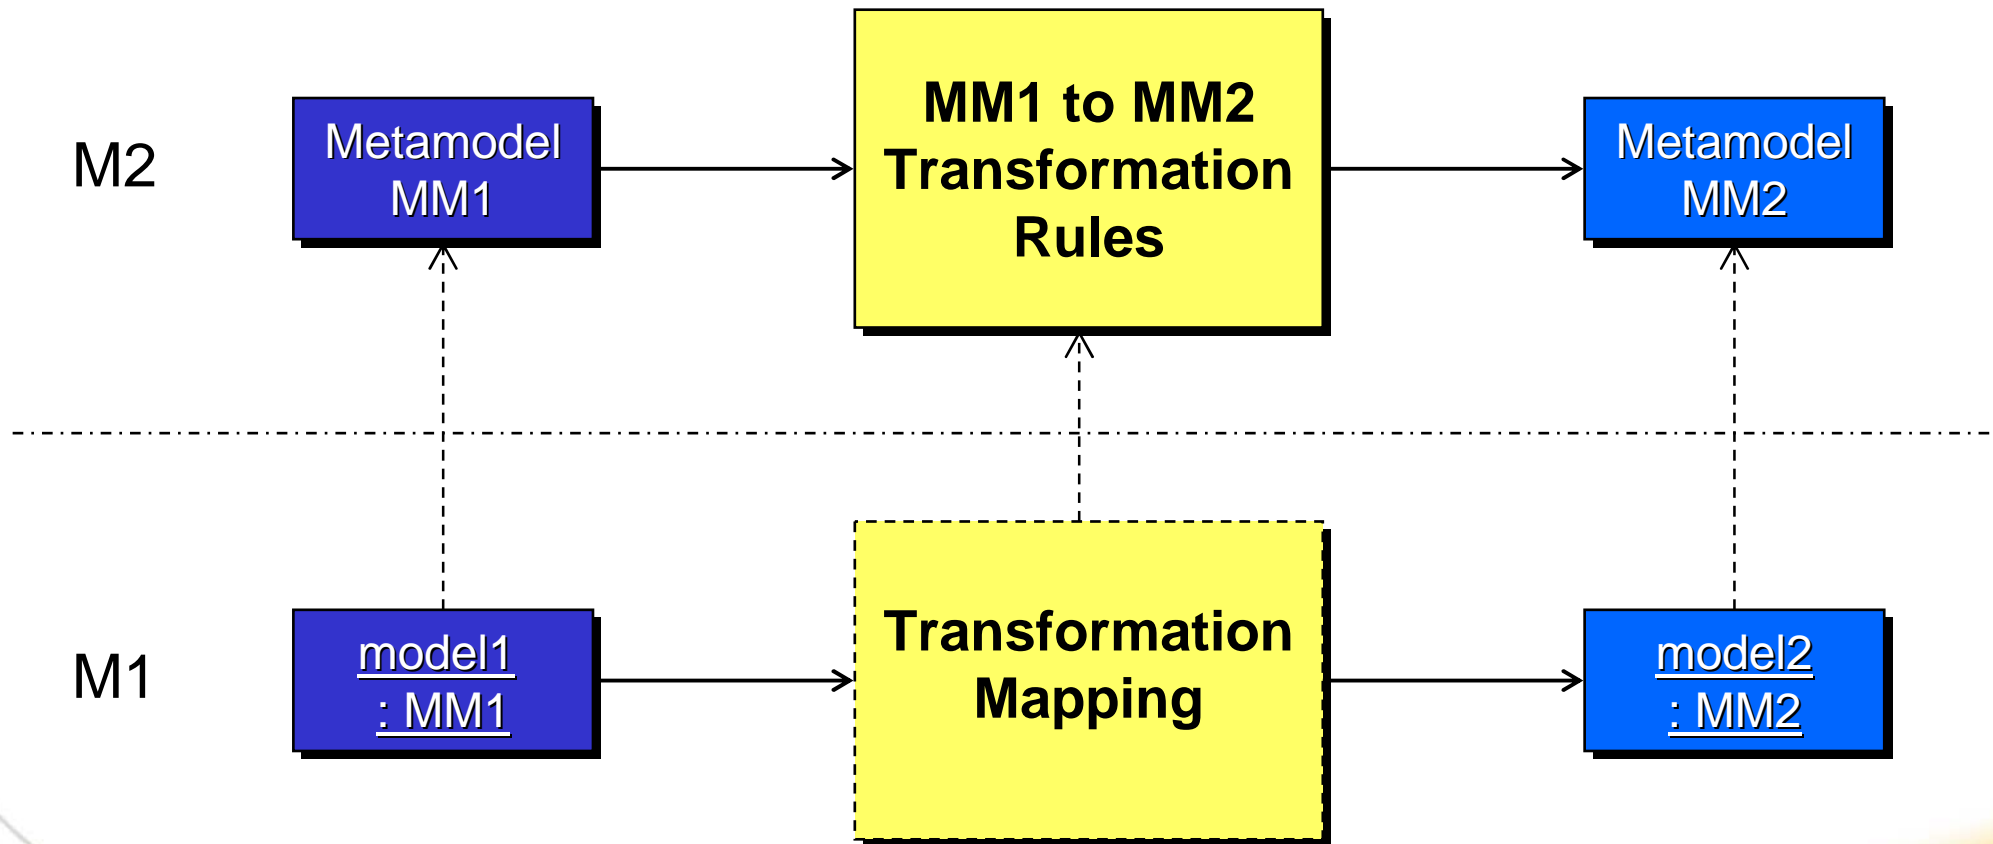 M2
Metamodel
MM1
MM1 to MM2
Transformation
Rules
Metamodel
MM2
M1
model1
: MM1
Transformation
Mapping
model2
: MM2